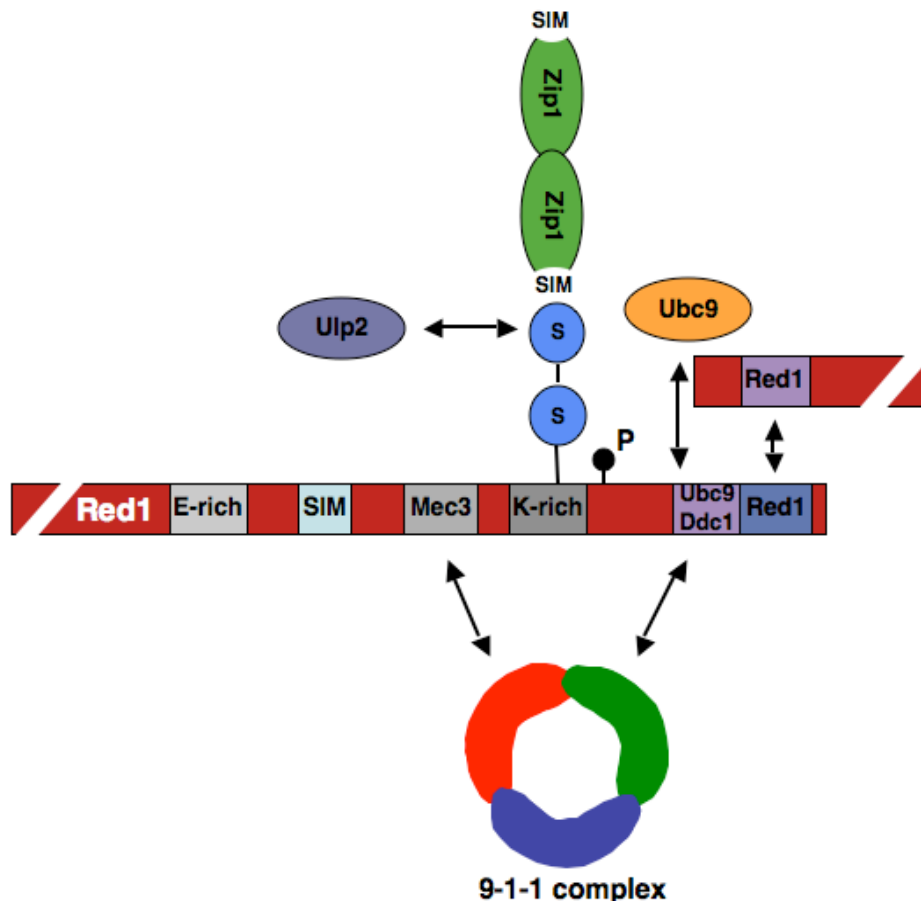 SIM
Zip1
Zip1
SIM
Ulp2
S
Ubc9
Red1
S
P
Red1
E-rich
SIM
Mec3
K-rich
Ubc9
Ddc1
Red1
9-1-1 complex